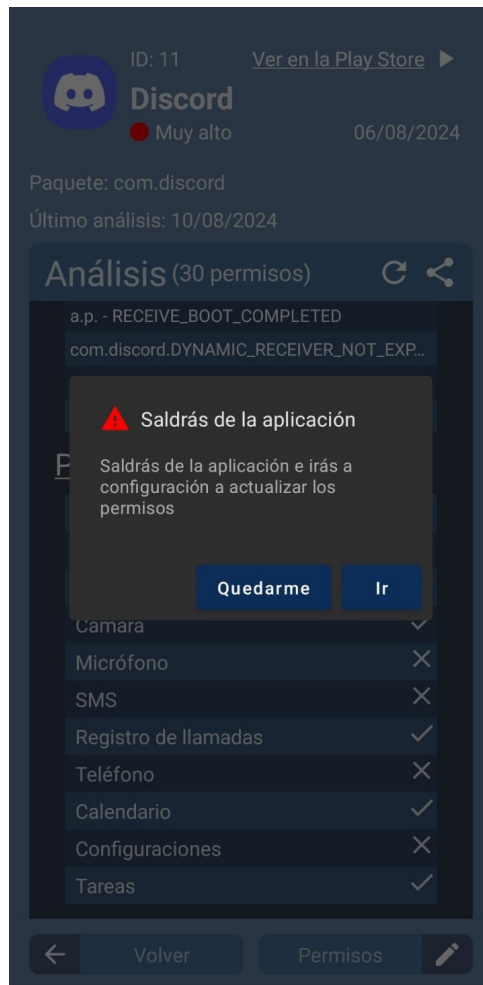 ID: 11
Ver en la Play Store
Discord
Muy alto
06/08/2024
Paquete: com.discord
Último análisis: 10/08/2024
Análisis (30 permisos)
a.p. - RECEIVE_BOOT_COMPLETED
com.discord.DYNAMIC_RECEIVER_NOT_EXP...
Saldrás de la aplicación
P
Saldrás de la aplicación e irás a
configuración a actualizar los
permisos
Quedarme
Ir
Cámara
Micrófono
SMS
Registro de llamadas
Teléfono
Calendario
Configuraciones
Tareas
Volver
Permisos